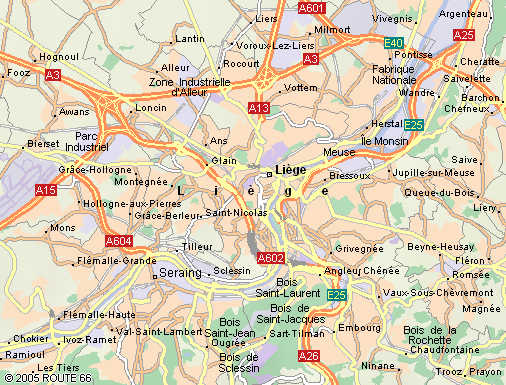 Liers
A601
Milmort
Vivegnis
Argenteau
Hognoul
Lantin
Voroux-Lez-Liers
E40
A25
Pontisse
A3
Alleur
Rocourt
A3
Cheratte
Fooz
Zone Industrielle
d'Alleur
Vottem
Fabrique
Nationale
Saivelette
Wandre
Barchon
Loncin
A13
Chefneux
Awans
Herstal
E25
Parc
Industriel
Ans
Île Monsin
Bierset
Glain
Meuse
Saive
Grâce-Hollogne
Liège
Jupille-sur-Meuse
A15
Montegnée
Bressoux
Liège
Queue-du-Bois
Hollogne-aux-Pierres
Grâce-Berleur
Saint-Nicolas
Liery
Mons
A604
Tilleur
Grivegnée
Beyne-Heusay
Flémalle-Grande
A602
Fléron
Seraing
Sclessin
Angleur
Chênée
Romsée
Bois
Saint-Laurent
E25
Vaux-Sous-Chèvremont
Flémalle-Haute
Bois de
Saint-Jacques
Magnée
Val-Saint-Lambert
Bois
Saint-Jean
Ougrée
Sart-Tilman
Embourg
Bois de la
Rochette
Chokier
Ivoz-Ramet
Chaudfontaine
Ramioul
Bois de
Sclessin
A26
Les Tiers
Ninane
Trooz
Prayon
© 2005 ROUTE 66